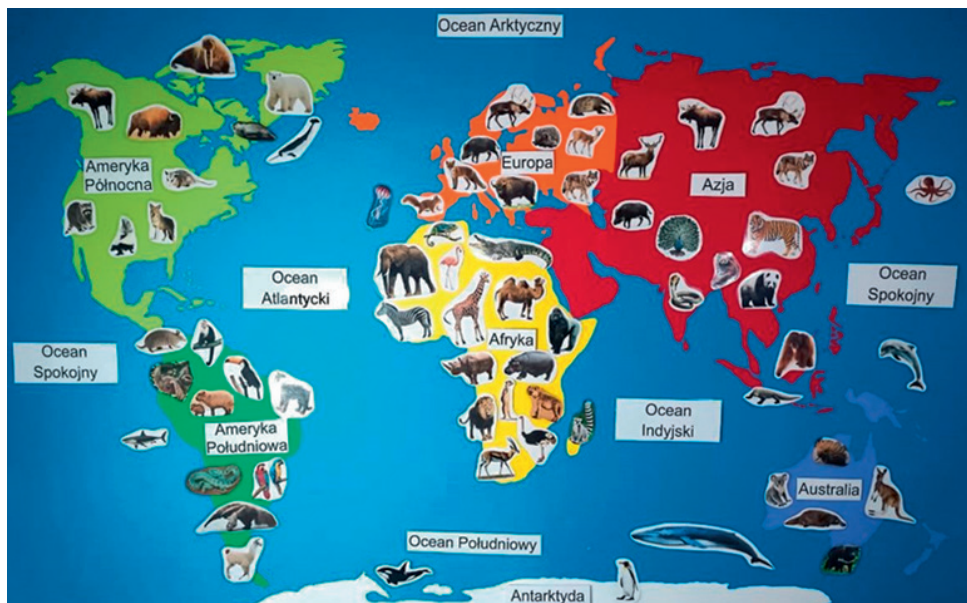 Ocean Arktyczny
Ameryka
Północna
Europa
Azja
Ocean
Atlantycki
Ocean
Spokojny
Ocean
Spokojny
Afryka
Ameryka
Południowa
Ocean
Indyjski
Australia
Ocean Południowy
Antarktyda